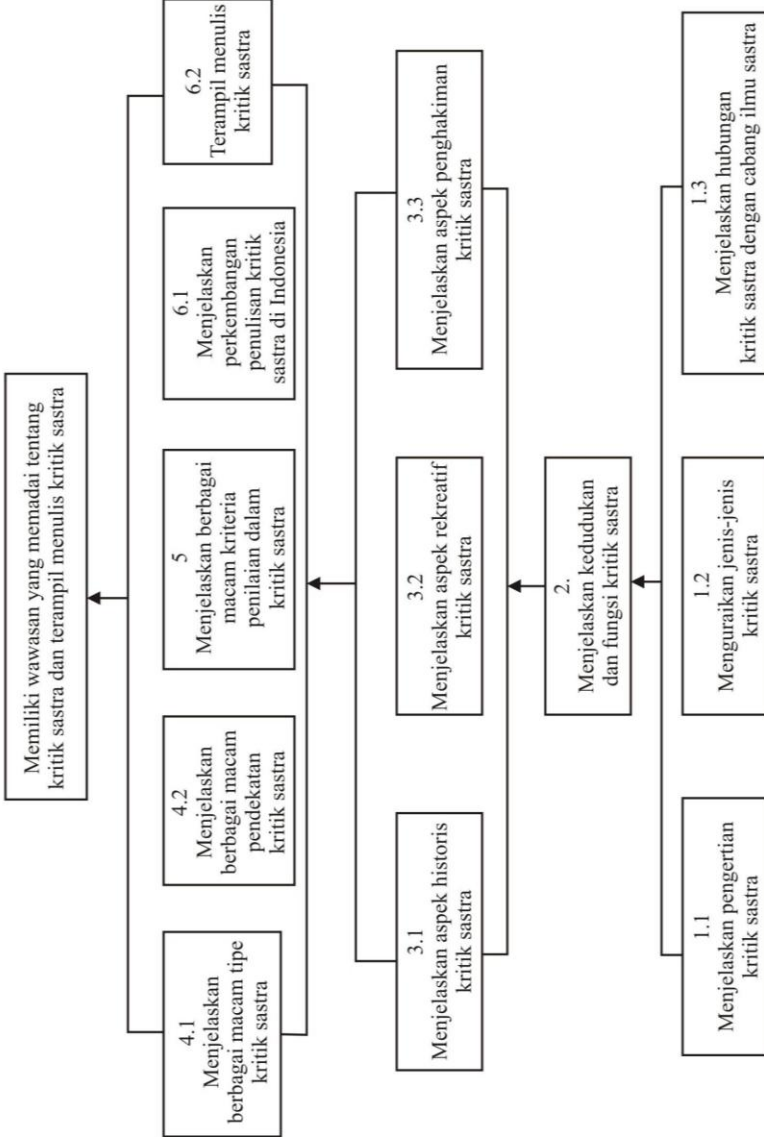 Memiliki wawasan yang memadai tentang
kritik sastra dan terampil menulis kritik sastra
4.1
Menjelaskan
berbagai macam tipe
kritik sastra
4.2
Menjelaskan
berbagai macam
pendekatan
kritik sastra
5
Menjelaskan berbagai
macam kriteria
penilaian dalam
kritik sastra
6.1
Menjelaskan
perkembangan
penulisan kritik
sastra di Indonesia
6.2
Terampil menulis
kritik sastra
3.1
Menjelaskan aspek historis
kritik sastra
3.2
Menjelaskan aspek rekreatif
kritik sastra
3.3
Menjelaskan aspek penghakiman
kritik sastra
2.
Menjelaskan kedudukan
dan fungsi kritik sastra
1.1
Menjelaskan pengertian
kritik sastra
1.2
Menguraikan jenis-jenis
kritik sastra
1.3
Menjelaskan hubungan
kritik sastra dengan cabang ilmu sastra